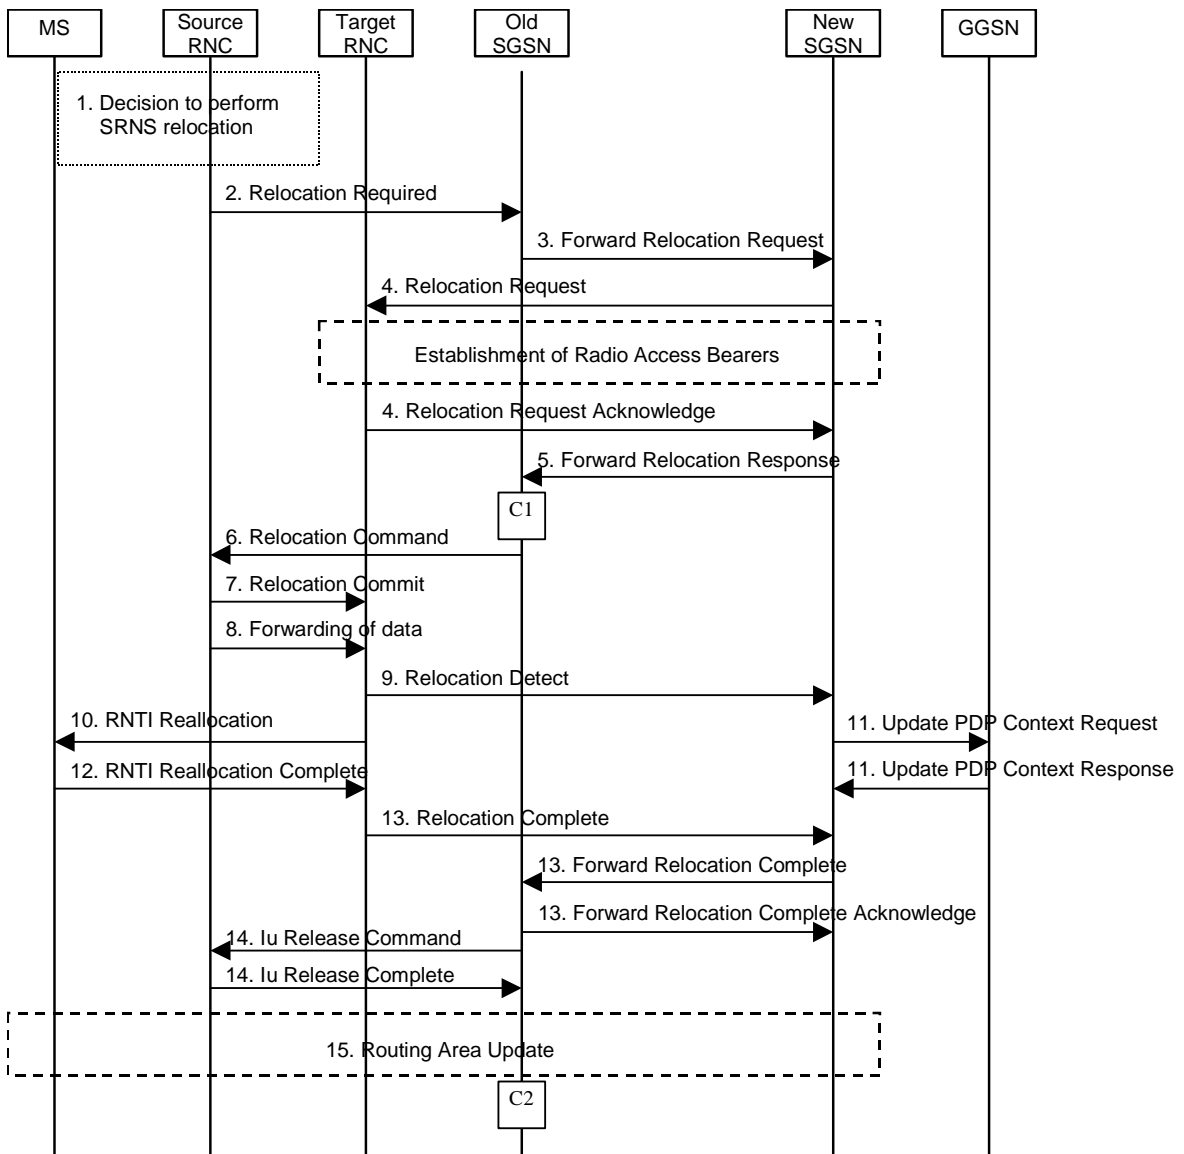 MS
Source
RNC
Target
RNC
Old
SGSN
New
SGSN
GGSN
1. Decision to perform
SRNS relocation
2. Relocation Required
3. Forward Relocation Request
4. Relocation Request
Establishment of Radio Access Bearers
4. Relocation Request Acknowledge
5. Forward Relocation Response
C1
6. Relocation Command
7. Relocation Commit
8. Forwarding of data
9. Relocation Detect
10. RNTI Reallocation
11. Update PDP Context Request
12. RNTI Reallocation Complete
11. Update PDP Context Response
13. Relocation Complete
13. Forward Relocation Complete
13. Forward Relocation Complete Acknowledge
14. Iu Release Command
14. Iu Release Complete
15. Routing Area Update
C2